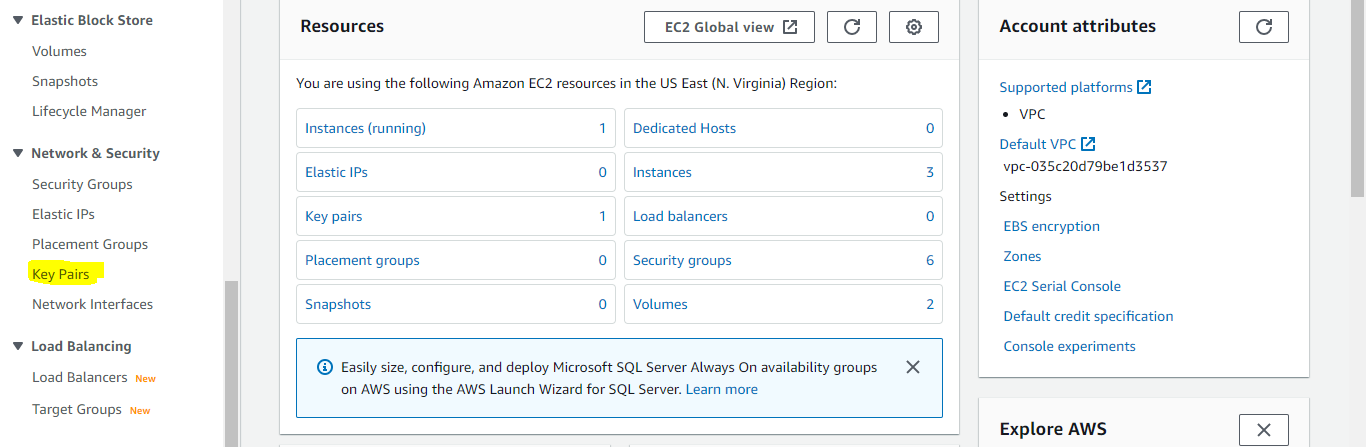 Elastic Block Store
Volumes
Snapshots
Lifecycle Manager
Network & Security
Security Groups
Elastic IPs
Placement Groups
Key Pairs
Network Interfaces
Load Balancing
Load Balancers New
Target Groups New
Resources
EC2 Global view
You are using the following Amazon EC2 resources in the US East (N. Virginia) Region:
Instances (running) 1
Dedicated Hosts 0
Elastic IPs 0
Instances 3
Key pairs 1
Load balancers 0
Placement groups 0
Security groups 6
Snapshots 0
Volumes 2
Easily size, configure, and deploy Microsoft SQL Server Always On availability groups
on AWS using the AWS Launch Wizard for SQL Server. Learn more
Account attributes
Supported platforms
• VPC
Default VPC
vpc-035c20d79be1d3537
Settings
EBS encryption
Zones
EC2 Serial Console
Default credit specification
Console experiments
Explore AWS